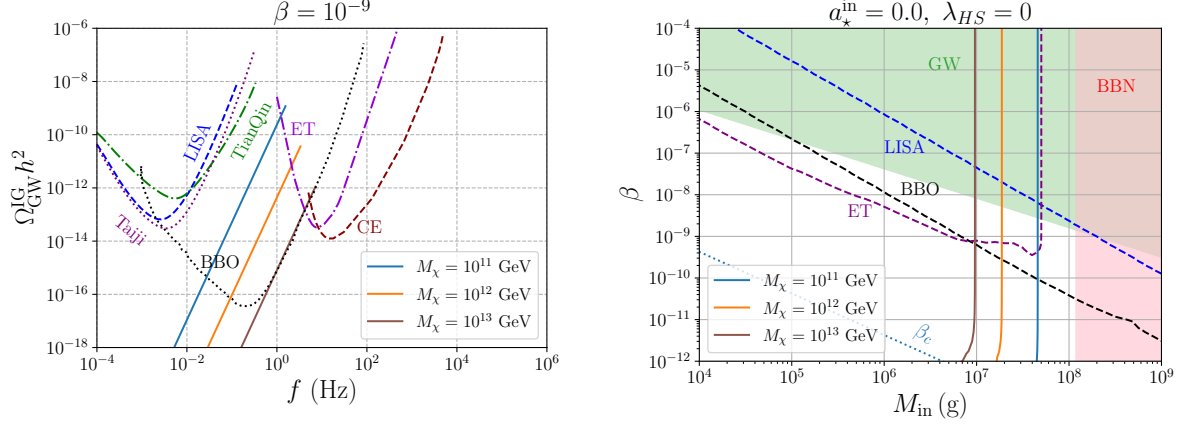 β = 10⁻⁹
10⁻⁶
10⁻⁸
10⁻¹⁰
10⁻¹²
10⁻¹⁴
10⁻¹⁶
10⁻¹⁸
Ω_GW^IG h²
LISA
TianQin
Taiji
BBO
ET
CE
M_χ = 10¹¹ GeV
M_χ = 10¹² GeV
M_χ = 10¹³ GeV
10⁻⁴
10⁻²
10⁰
10²
10⁴
10⁶
f (Hz)
a_⋆^in = 0.0, λ_HS = 0
10⁻⁴
10⁻⁵
10⁻⁶
10⁻⁷
10⁻⁸
10⁻⁹
10⁻¹⁰
10⁻¹¹
10⁻¹²
β
GW
BBN
LISA
BBO
ET
β_c
M_χ = 10¹¹ GeV
M_χ = 10¹² GeV
M_χ = 10¹³ GeV
10⁴
10⁵
10⁶
10⁷
10⁸
10⁹
M_in (g)